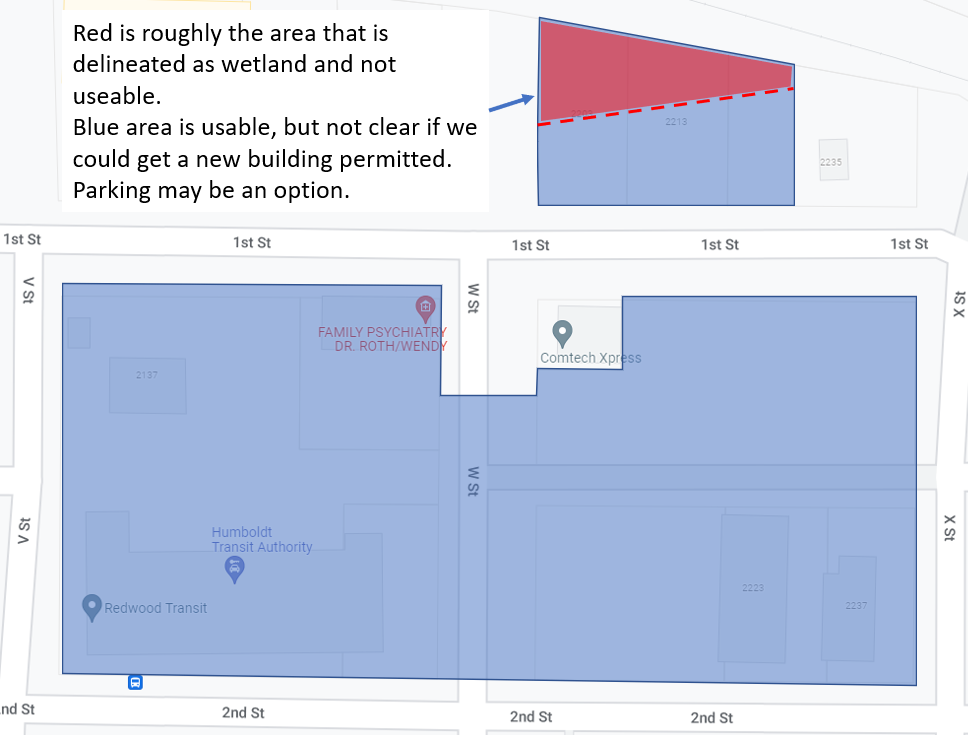 Red is roughly the area that is
delineated as wetland and not
useable.
Blue area is usable, but not clear if we
could get a new building permitted.
Parking may be an option.
2213
2235
1st St
1st St
1st St
1st St
1st St
V St
W St
X St
FAMILY PSYCHIATRY
DR. ROTH/WENDY
Comtech Xpress
2137
W St
V St
X St
Humboldt
Transit Authority
Redwood Transit
2223
2237
nd St
2nd St
2nd St
2nd St